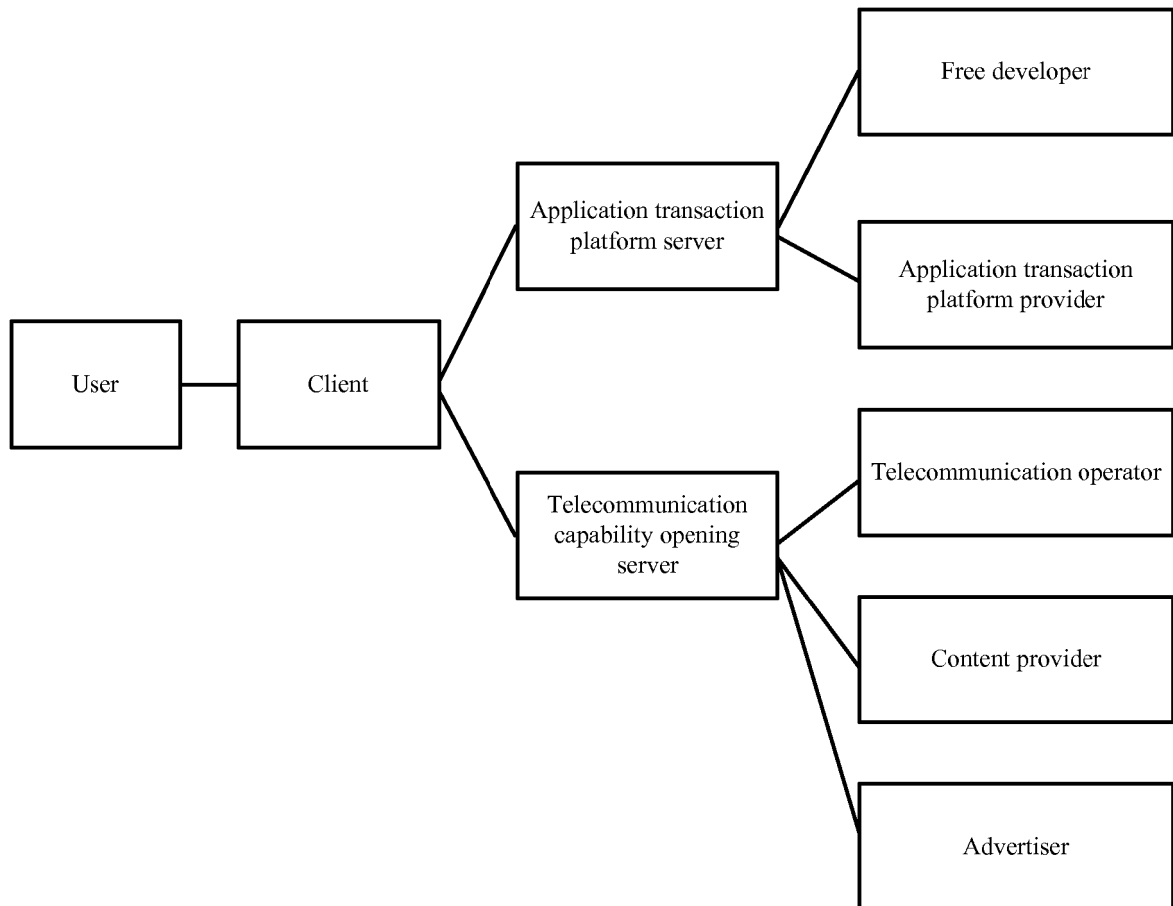 Free developer
Application transaction
platform server
Application transaction
platform provider
User
Client
Telecommunication operator
Telecommunication
capability opening
server
Content provider
Advertiser